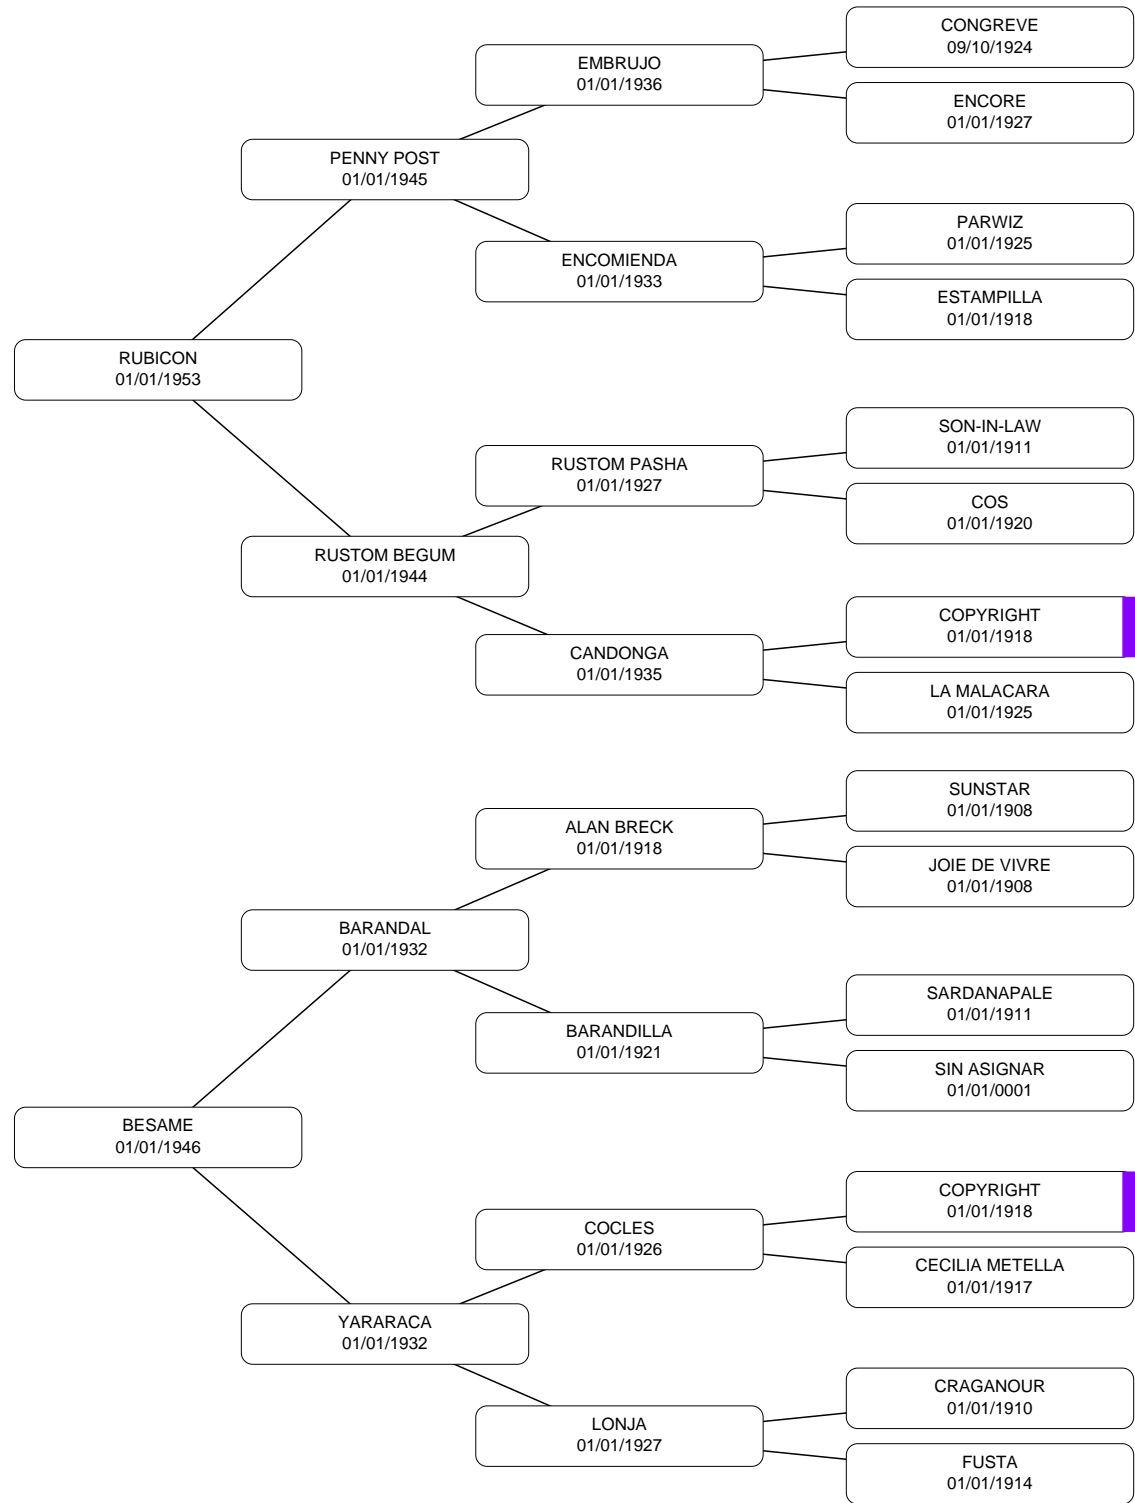 CONGREVE
09/10/1924
EMBRUJO
01/01/1936
ENCORE
01/01/1927
PENNY POST
01/01/1945
PARWIZ
01/01/1925
ENCOMIENDA
01/01/1933
ESTAMPILLA
01/01/1918
RUBICON
01/01/1953
SON-IN-LAW
01/01/1911
RUSTOM PASHA
01/01/1927
COS
01/01/1920
RUSTOM BEGUM
01/01/1944
COPYRIGHT
01/01/1918
CANDONGA
01/01/1935
LA MALACARA
01/01/1925
SUNSTAR
01/01/1908
ALAN BRECK
01/01/1918
JOIE DE VIVRE
01/01/1908
BARANDAL
01/01/1932
SARDANAPALE
01/01/1911
BARANDILLA
01/01/1921
SIN ASIGNAR
01/01/0001
BESAME
01/01/1946
COPYRIGHT
01/01/1918
COCLES
01/01/1926
CECILIA METELLA
01/01/1917
YARARACA
01/01/1932
CRAGANOUR
01/01/1910
LONJA
01/01/1927
FUSTA
01/01/1914